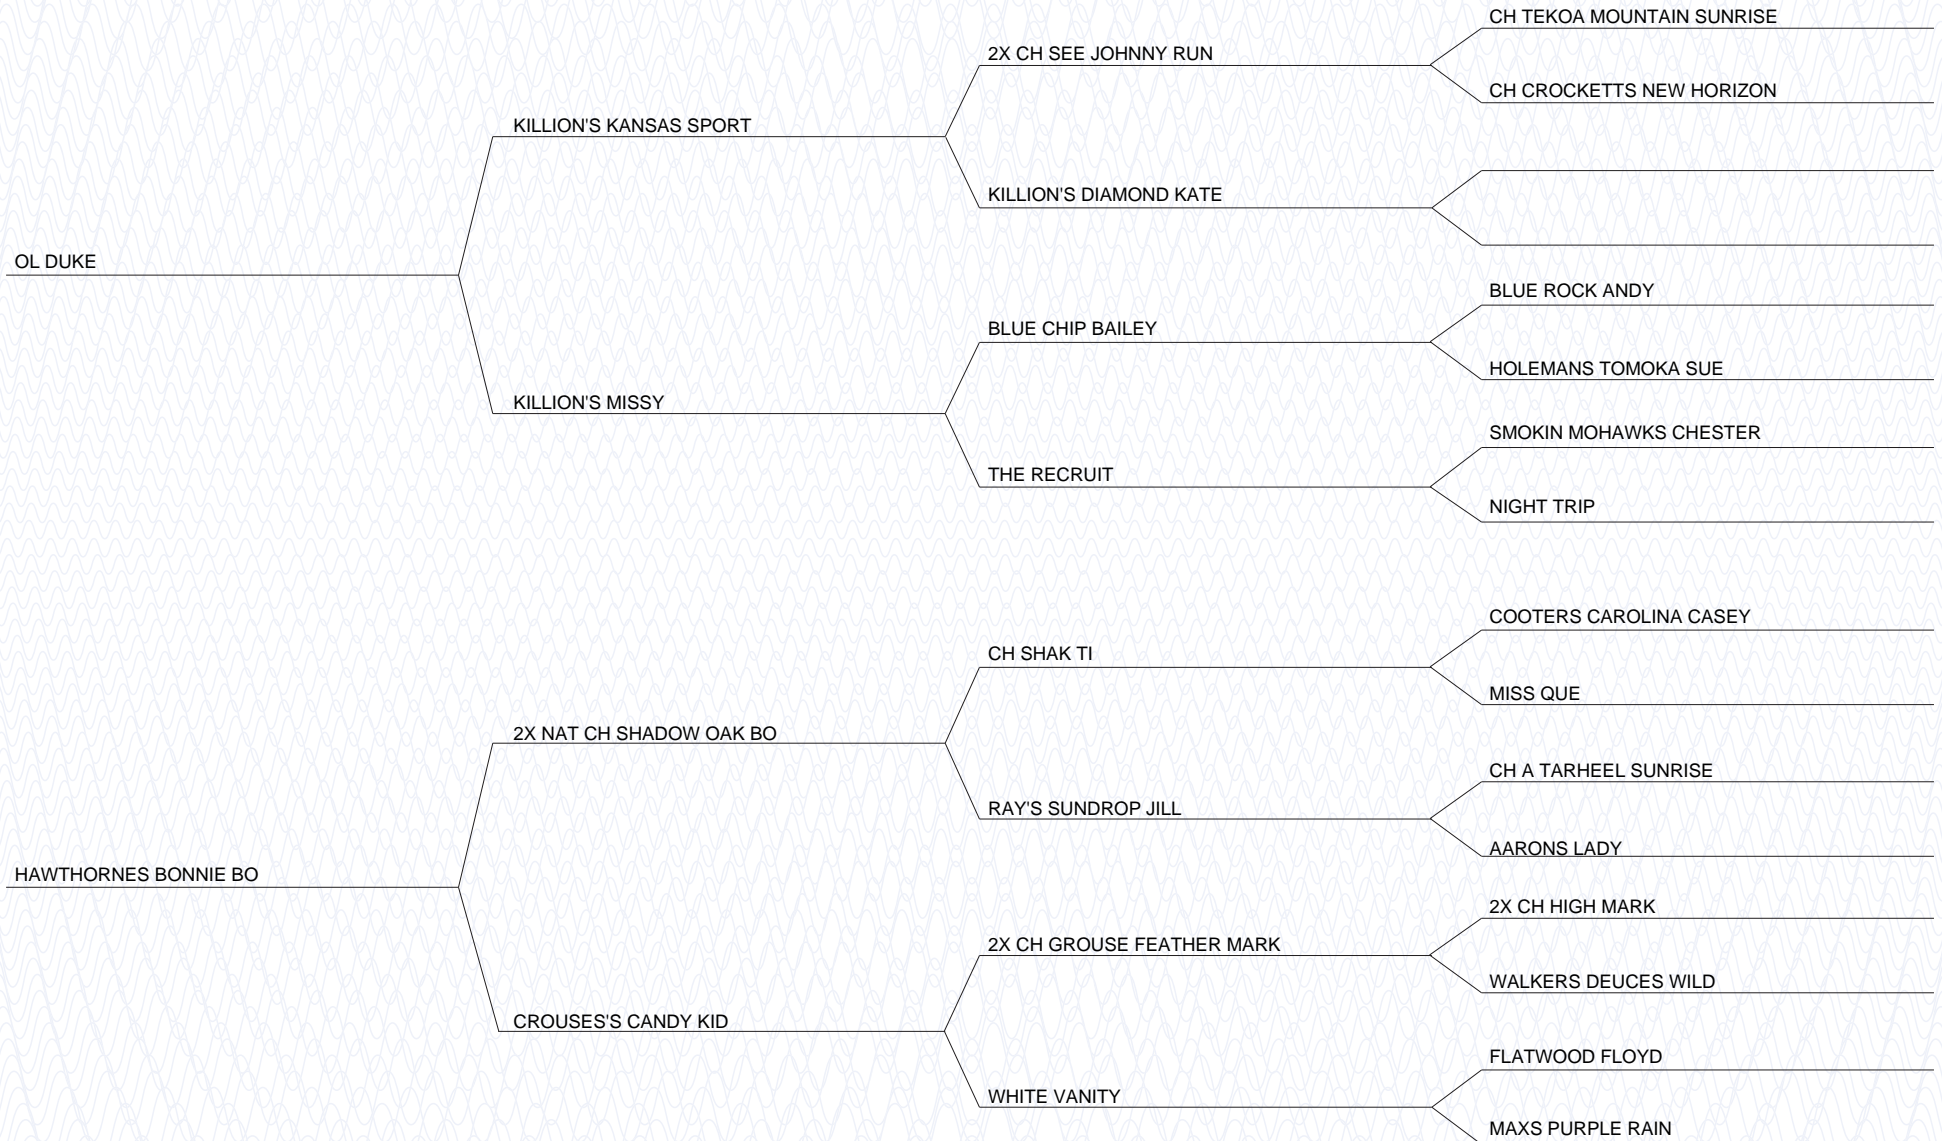 CH TEKOA MOUNTAIN SUNRISE
2X CH SEE JOHNNY RUN
CH CROCKETTS NEW HORIZON
KILLION'S KANSAS SPORT
KILLION'S DIAMOND KATE
OL DUKE
BLUE ROCK ANDY
BLUE CHIP BAILEY
HOLEMANS TOMOKA SUE
KILLION'S MISSY
SMOKIN MOHAWKS CHESTER
THE RECRUIT
NIGHT TRIP
COOTERS CAROLINA CASEY
CH SHAK TI
MISS QUE
2X NAT CH SHADOW OAK BO
CH A TARHEEL SUNRISE
RAY'S SUNDROP JILL
AARONS LADY
HAWTHORNES BONNIE BO
2X CH HIGH MARK
2X CH GROUSE FEATHER MARK
WALKERS DEUCES WILD
CROUSES'S CANDY KID
FLATWOOD FLOYD
WHITE VANITY
MAXS PURPLE RAIN